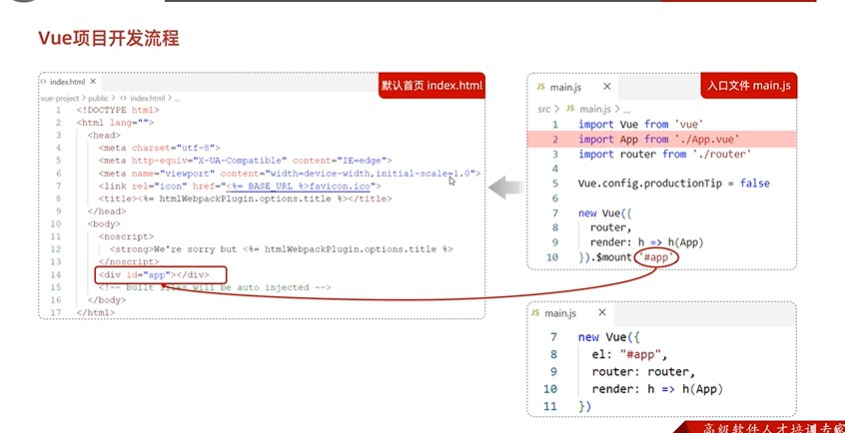 Vue项目开发流程
index.html ×
默认首页 index.html
vue-project > public > index.html > ...
1 <!DOCTYPE html>
2 <html lang="">
3 <head>
4 <meta charset="utf-8">
5 <meta http-equiv="X-UA-Compatible" content="IE=edge">
6 <meta name="viewport" content="width=device-width,initial-scale=1.0">
7 <link rel="icon" href="<%= BASE_URL %>favicon.ico">
8 <title><%= htmlWebpackPlugin.options.title %></title>
9 </head>
10 <body>
11 <noscript>
12 <strong>We're sorry but <%= htmlWebpackPlugin.options.title %>
13 </noscript>
14 <div id="app"></div>
15 <!-- built files will be auto injected -->
16 </body>
17 </html>
JS main.js ×
入口文件 main.js
src > JS main.js > ...
1 import Vue from 'vue'
2 import App from './App.vue'
3 import router from './router'
4
5 Vue.config.productionTip = false
6
7 new Vue({
8 router,
9 render: h => h(App)
10 }).$mount('#app')
JS main.js ×
7 new Vue({
8 el: "#app",
9 router: router,
10 render: h => h(App)
11 })
高级软件人才培训专家